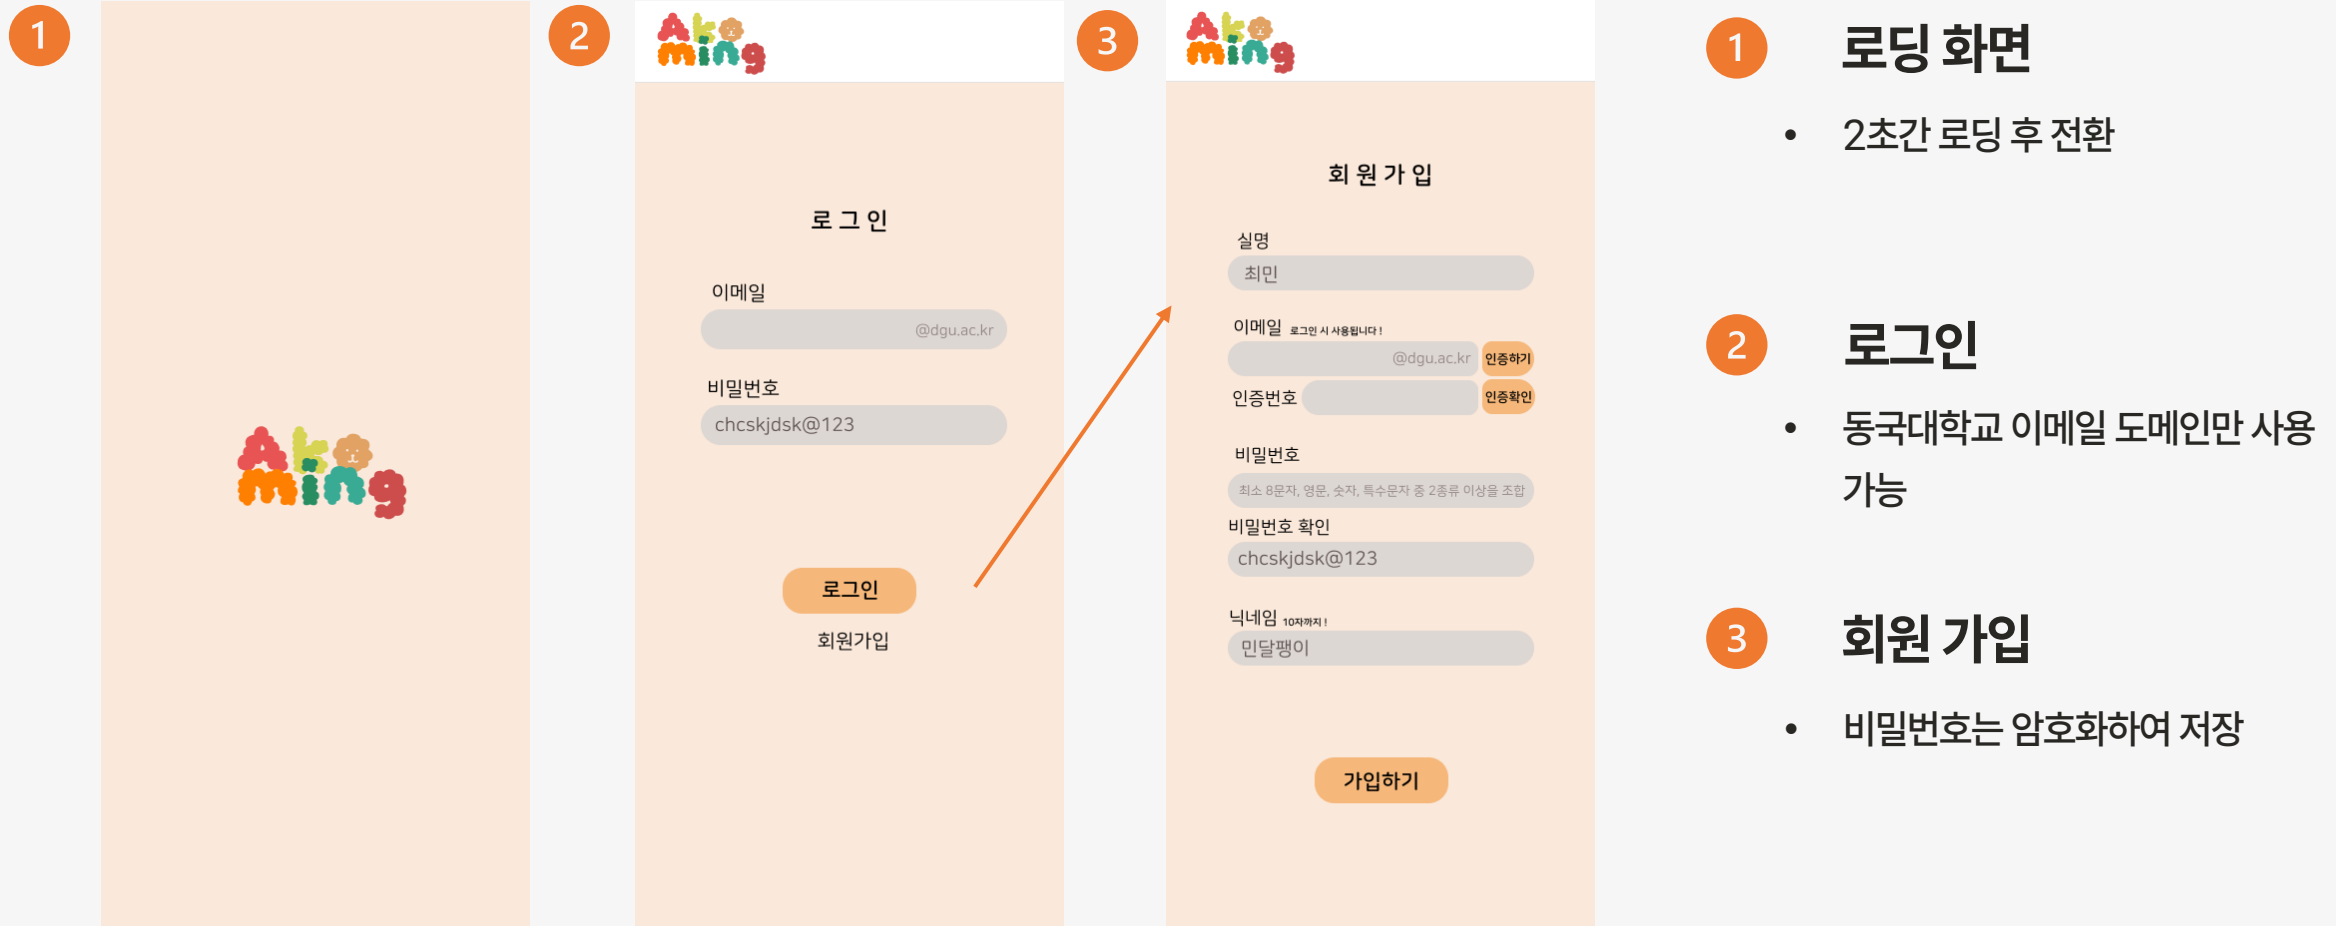 1
Ako
ming
2
Ako
ming
로그인
이메일
@dgu.ac.kr
비밀번호
chcskjdsk@123
로그인
회원가입
3
Ako
ming
회원가입
실명
최민
이메일 로그인 시 사용됩니다 !
@dgu.ac.kr 인증하기
인증번호 인증확인
비밀번호
최소 8문자, 영문, 숫자, 특수문자 중 2종류 이상을 조합
비밀번호 확인
chcskjdsk@123
닉네임 10자까지 !
민달팽이
가입하기
1 로딩 화면
• 2초간 로딩 후 전환
2 로그인
• 동국대학교 이메일 도메인만 사용
가능
3 회원 가입
• 비밀번호는 암호화하여 저장